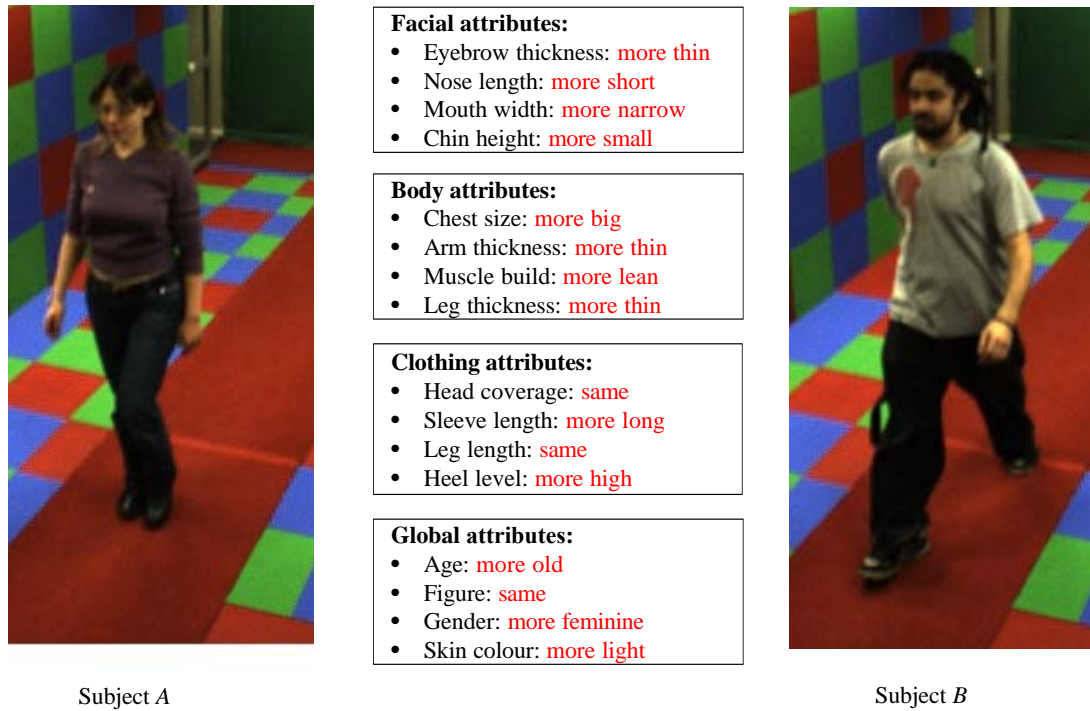 Facial attributes:
• Eyebrow thickness: more thin
• Nose length: more short
• Mouth width: more narrow
• Chin height: more small
Body attributes:
• Chest size: more big
• Arm thickness: more thin
• Muscle build: more lean
• Leg thickness: more thin
Clothing attributes:
• Head coverage: same
• Sleeve length: more long
• Leg length: same
• Heel level: more high
Global attributes:
• Age: more old
• Figure: same
• Gender: more feminine
• Skin colour: more light
Subject A
Subject B